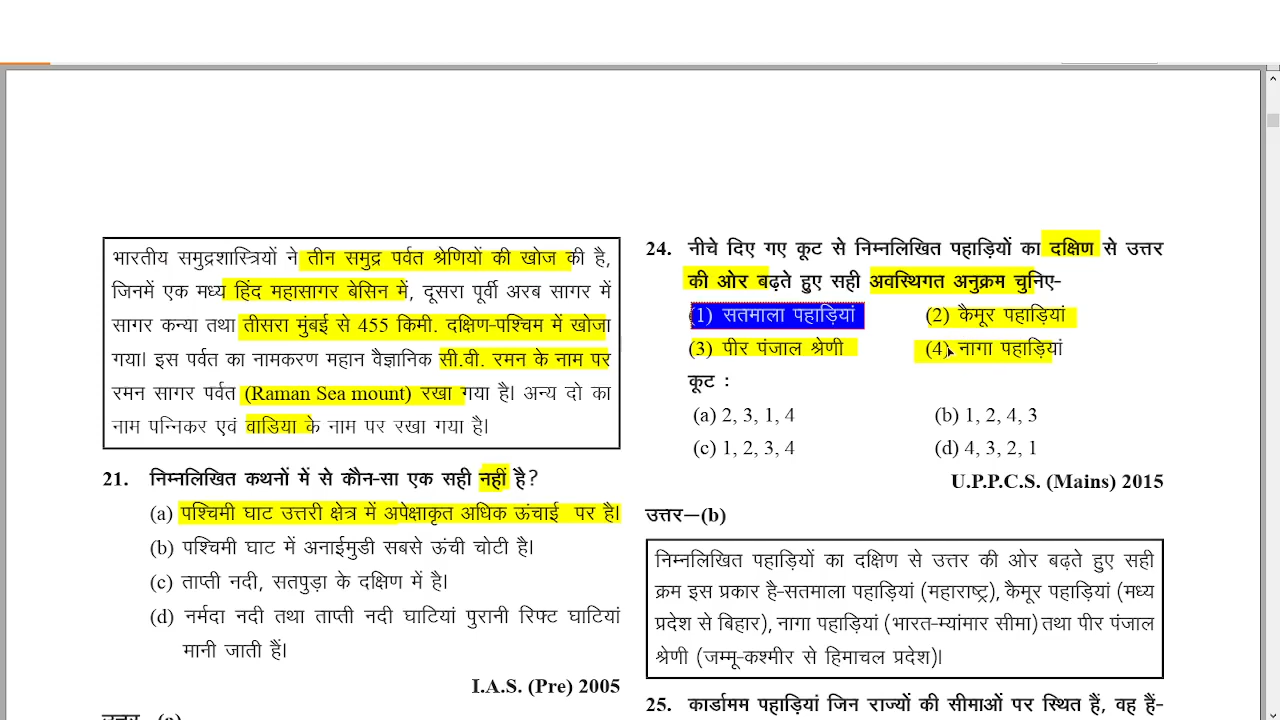 भारतीय समुद्रशास्त्रियों ने तीन समुद्र पर्वत श्रेणियों की खोज की है,
जिनमें एक मध्य हिंद महासागर बेसिन में, दूसरा पूर्वी अरब सागर में
सागर कन्या तथा तीसरा मुंबई से 455 किमी. दक्षिण-पश्चिम में खोजा
गया। इस पर्वत का नामकरण महान वैज्ञानिक सी.वी. रमन के नाम पर
रमन सागर पर्वत (Raman Sea mount) रखा गया है। अन्य दो का
नाम पन्निकर एवं वाडिया के नाम पर रखा गया है।
21. निम्नलिखित कथनों में से कौन-सा एक सही नहीं है?
(a) पश्चिमी घाट उत्तरी क्षेत्र में अपेक्षाकृत अधिक ऊंचाई पर है।
(b) पश्चिमी घाट में अनाईमुडी सबसे ऊंची चोटी है।
(c) ताप्ती नदी, सतपुड़ा के दक्षिण में है।
(d) नर्मदा नदी तथा ताप्ती नदी घाटियां पुरानी रिफ्ट घाटियां
मानी जाती हैं।
I.A.S. (Pre) 2005
उत्तर—(a)
24. नीचे दिए गए कूट से निम्नलिखित पहाड़ियों का दक्षिण से उत्तर
की ओर बढ़ते हुए सही अवस्थिगत अनुक्रम चुनिए-
(1) सतमाला पहाड़ियां (2) कैमूर पहाड़ियां
(3) पीर पंजाल श्रेणी (4) नागा पहाड़ियां
कूट :
(a) 2, 3, 1, 4 (b) 1, 2, 4, 3
(c) 1, 2, 3, 4 (d) 4, 3, 2, 1
U.P.P.C.S. (Mains) 2015
उत्तर—(b)
निम्नलिखित पहाड़ियों का दक्षिण से उत्तर की ओर बढ़ते हुए सही
क्रम इस प्रकार है-सतमाला पहाड़ियां (महाराष्ट्र), कैमूर पहाड़ियां (मध्य
प्रदेश से बिहार), नागा पहाड़ियां (भारत-म्यांमार सीमा) तथा पीर पंजाल
श्रेणी (जम्मू-कश्मीर से हिमाचल प्रदेश)।
25. कार्डामम पहाड़ियां जिन राज्यों की सीमाओं पर स्थित हैं, वह हैं-